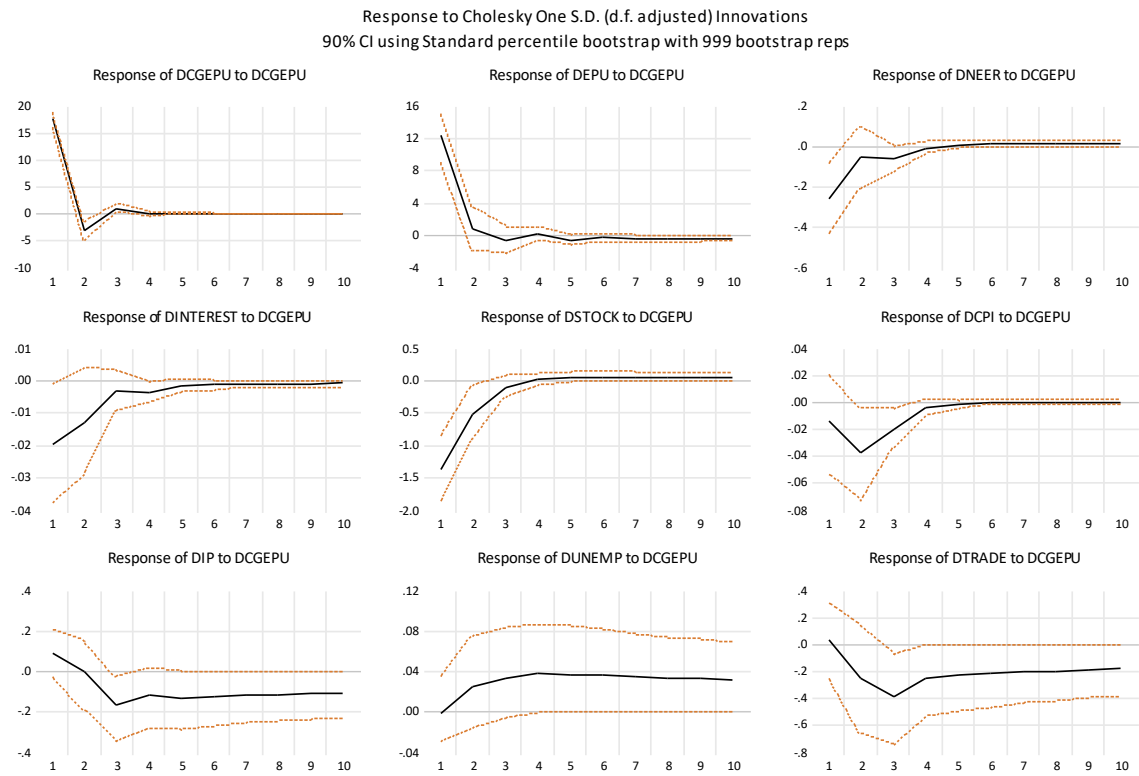 Response to Cholesky One S.D. (d.f. adjusted) Innovations
90% CI using Standard percentile bootstrap with 999 bootstrap reps
Response of DCGEPU to DCGEPU
20
15
10
5
0
-5
-10
1 2 3 4 5 6 7 8 9 10
Response of DEPU to DCGEPU
16
12
8
4
0
-4
1 2 3 4 5 6 7 8 9 10
Response of DNEER to DCGEPU
.2
.0
-.2
-.4
-.6
1 2 3 4 5 6 7 8 9 10
Response of DINTEREST to DCGEPU
.01
.00
-.01
-.02
-.03
-.04
1 2 3 4 5 6 7 8 9 10
Response of DSTOCK to DCGEPU
0.5
0.0
-0.5
-1.0
-1.5
-2.0
1 2 3 4 5 6 7 8 9 10
Response of DCPI to DCGEPU
.04
.02
.00
-.02
-.04
-.06
-.08
1 2 3 4 5 6 7 8 9 10
Response of DIP to DCGEPU
.4
.2
.0
-.2
-.4
1 2 3 4 5 6 7 8 9 10
Response of DUNEMP to DCGEPU
.12
.08
.04
.00
-.04
1 2 3 4 5 6 7 8 9 10
Response of DTRADE to DCGEPU
.4
.2
.0
-.2
-.4
-.6
-.8
1 2 3 4 5 6 7 8 9 10